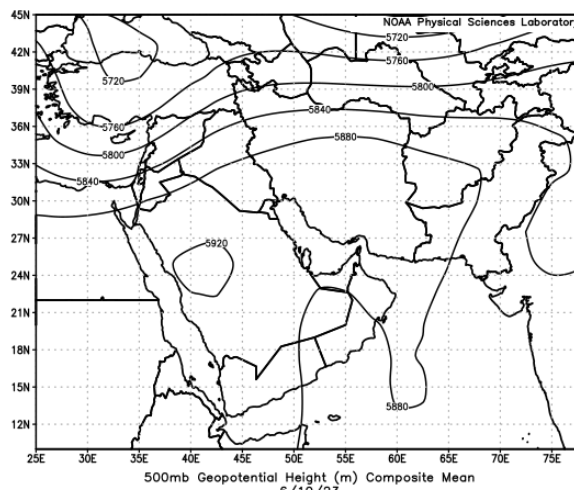 45N
NOAA Physical Sciences Laborator
5720
42N
5760
5720
39N
5800
5760
5840
36N
5800
5880
33N
5840
30N
27N
5920
24N
21N
18N
15N
5880
12N
25E 30E 35E 40E 45E 50E 55E 60E 65E 70E 75E
500mb Geopotential Height (m) Composite Mean